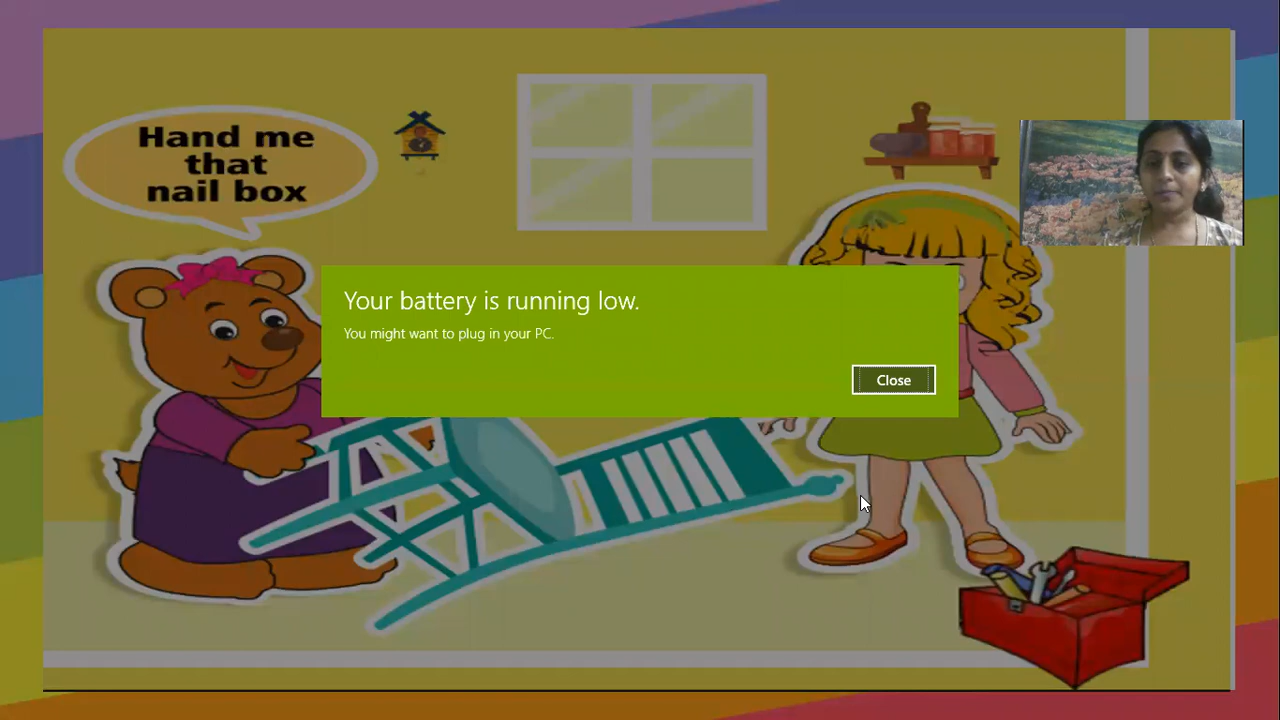 Hand me
that
nail box
Your battery is running low.
You might want to plug in your PC.
Close